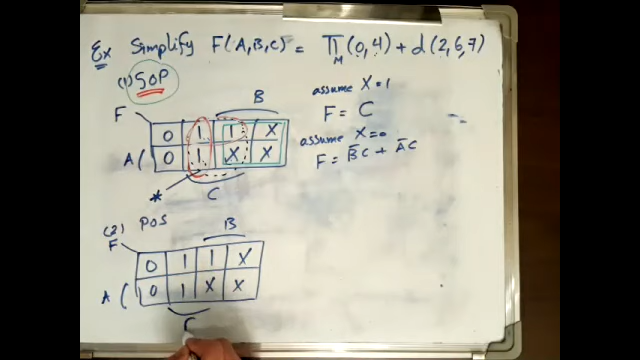 Ex Simplify F(A,B,C) = Π M (0,4) + d(2,6,7)
(1) SOP
assume X=1
F = C
assume X=0
F = B̄C + ĀC
B
F
0 1 1 X
A 0 1 X X
*
C
(2) POS
B
F
0 1 1 X
A 0 1 X X
C